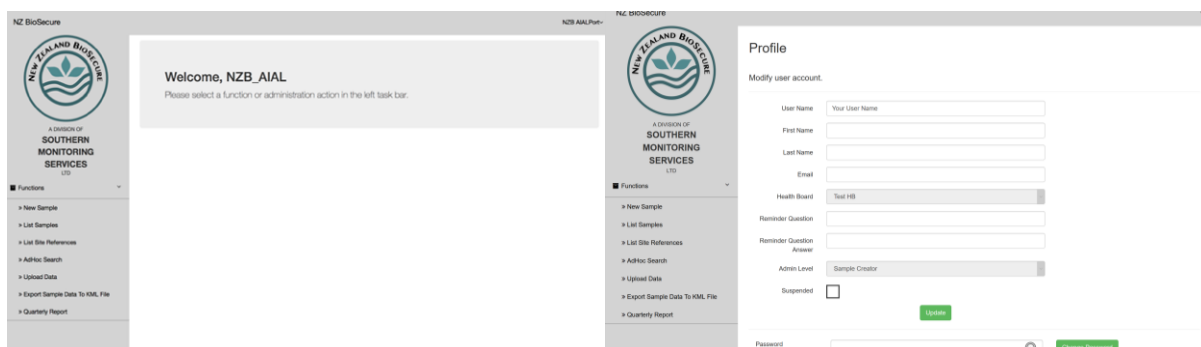 NZ BioSecure
NZB AIALPort
NEW ZEALAND BIOSECURE
A DIVISION OF
SOUTHERN
MONITORING
SERVICES
LTD
Functions
» New Sample
» List Samples
» List Site References
» AdHoc Search
» Upload Data
» Export Sample Data To KML File
» Quarterly Report
Welcome, NZB_AIAL
Please select a function or administration action in the left task bar.
NZ BioSecure
NEW ZEALAND BIOSECURE
A DIVISION OF
SOUTHERN
MONITORING
SERVICES
LTD
Functions
» New Sample
» List Samples
» List Site References
» AdHoc Search
» Upload Data
» Export Sample Data To KML File
» Quarterly Report
Profile
Modify user account.
User Name Your User Name
First Name
Last Name
Email
Health Board Test HB
Reminder Question
Reminder Question
Answer
Admin Level Sample Creator
Suspended
Update
Password Change Password